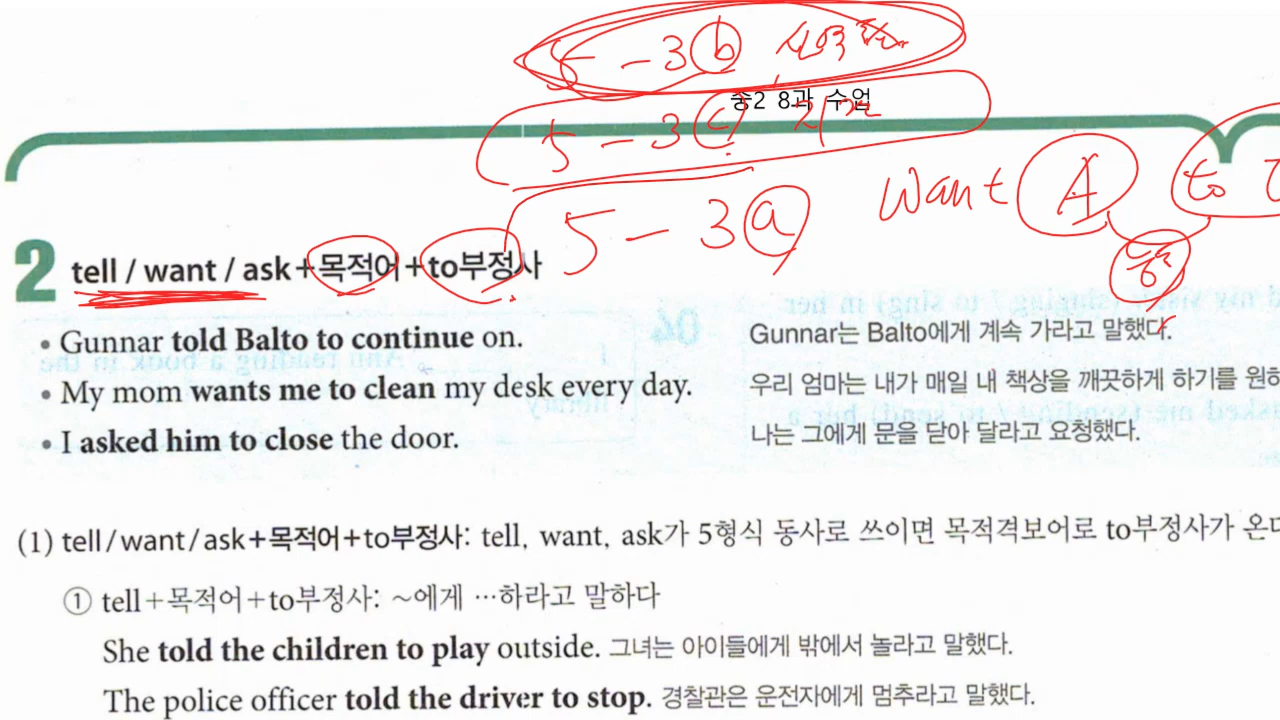 5 - 3 b 사역동사
중2 8과 수업
5 - 3 c 지각
want A to
5 - 3 a
2 tell / want / ask+목적어+to부정사
• Gunnar told Balto to continue on.
Gunnar는 Balto에게 계속 가라고 말했다.
• My mom wants me to clean my desk every day.
우리 엄마는 내가 매일 내 책상을 깨끗하게 하기를 원하
• I asked him to close the door.
나는 그에게 문을 닫아 달라고 요청했다.
(1) tell/want/ask+목적어+to부정사: tell, want, ask가 5형식 동사로 쓰이면 목적격보어로 to부정사가 온다
① tell+목적어+to부정사: ~에게 …하라고 말하다
She told the children to play outside. 그녀는 아이들에게 밖에서 놀라고 말했다.
The police officer told the driver to stop. 경찰관은 운전자에게 멈추라고 말했다.